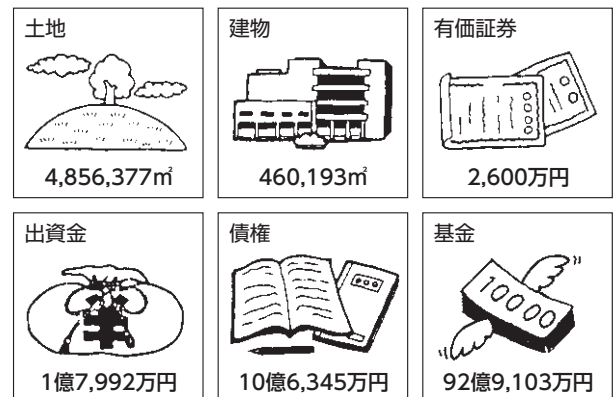 土地
4,856,377㎡
建物
460,193㎡
有価証券
2,600万円
出資金
1億7,992万円
債権
10億6,345万円
基金
10000
92億9,103万円